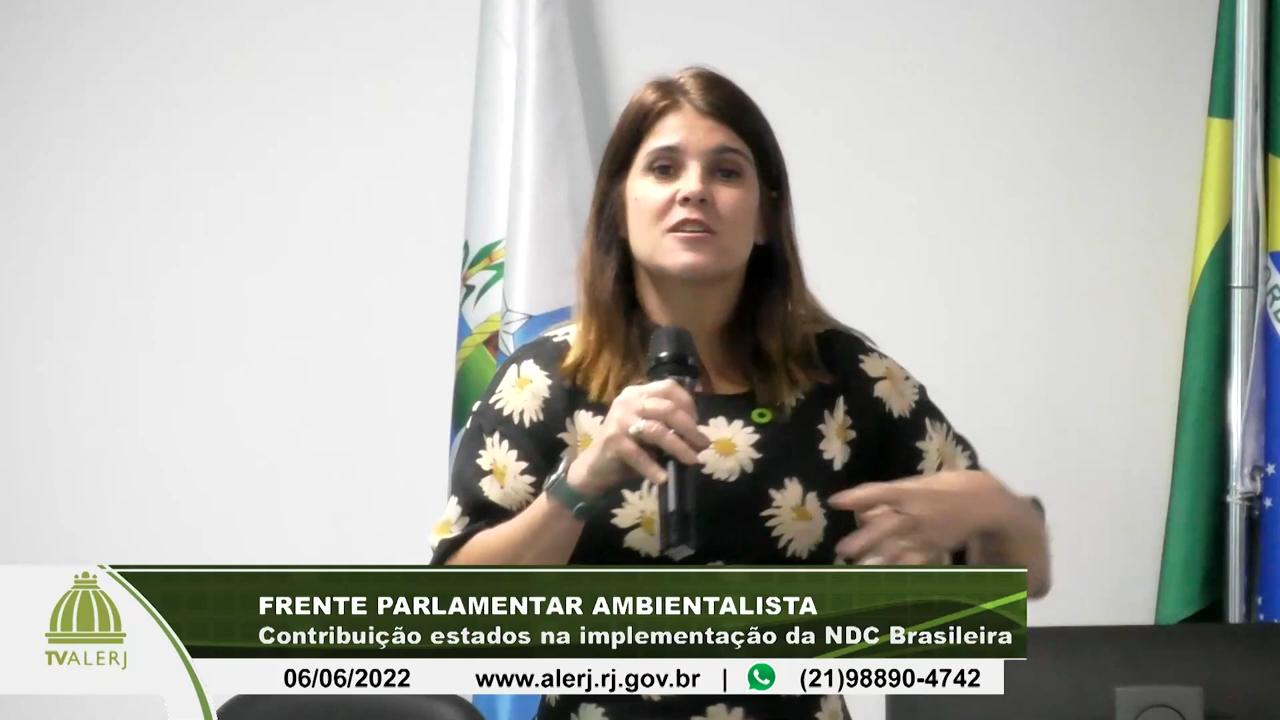 FRENTE PARLAMENTAR AMBIENTALISTA
Contribuição estados na implementação da NDC Brasileira
TVALERJ
06/06/2022 www.alerj.rj.gov.br | (21)98890-4742